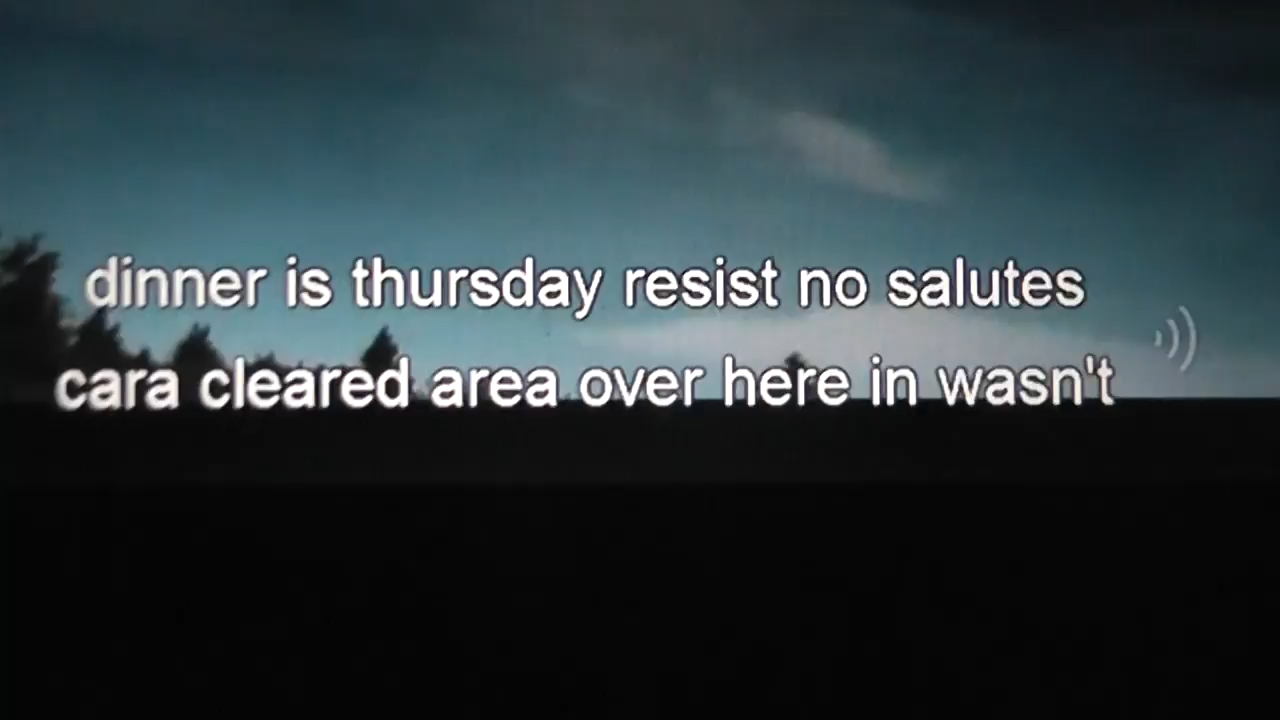 dinner is thursday resist no salutes
cara cleared area over here in wasn't